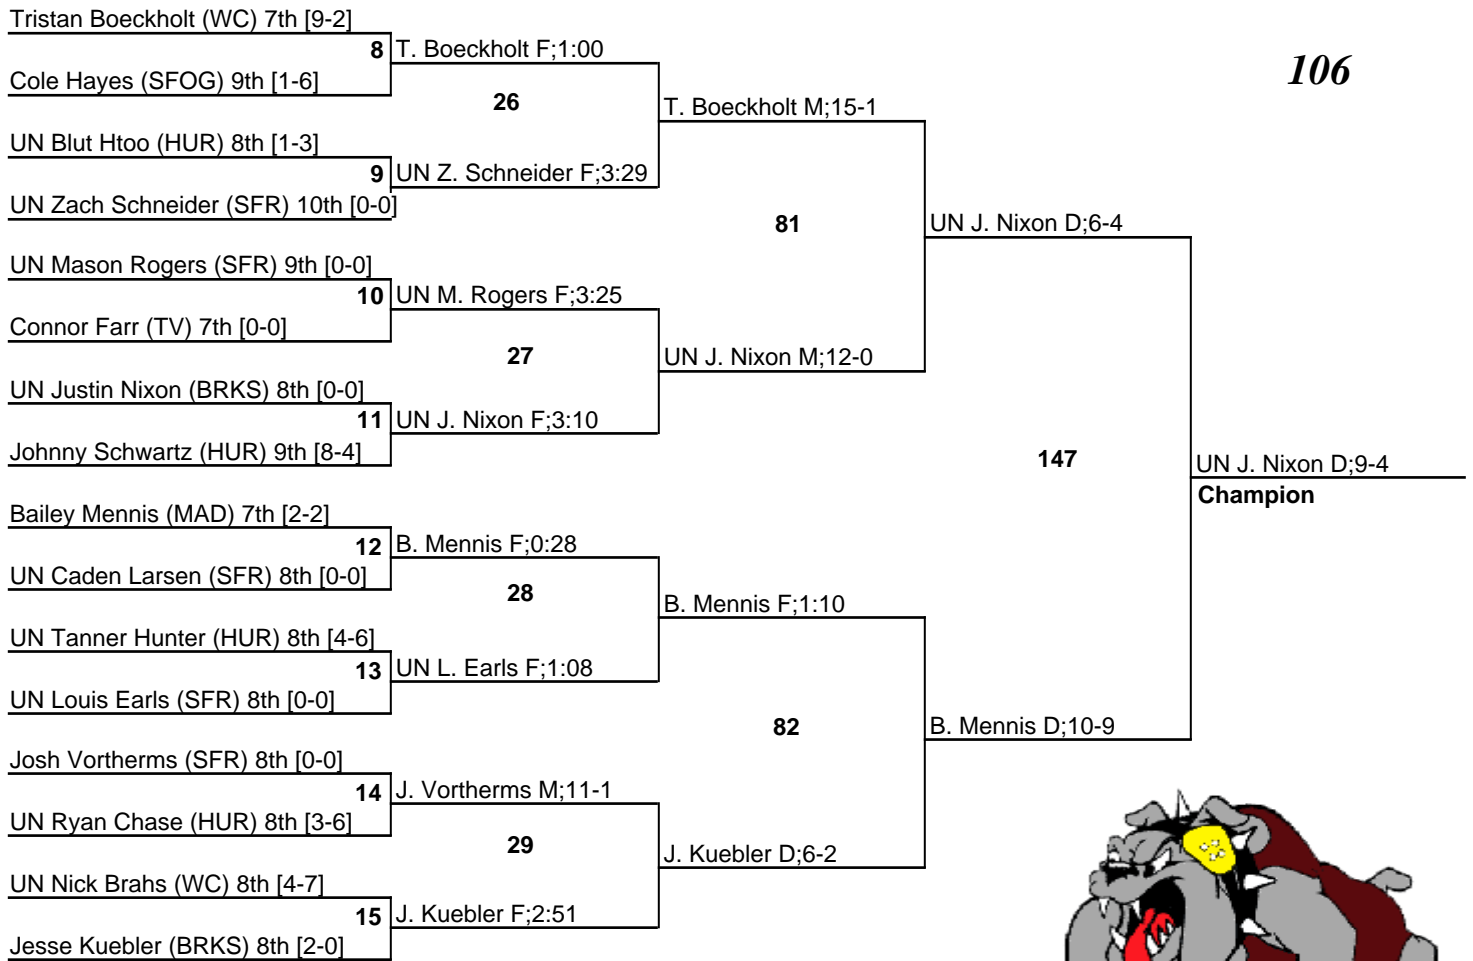 Tristan Boeckholt (WC) 7th [9-2]
8 T. Boeckholt F;1:00
106
Cole Hayes (SFOG) 9th [1-6]
26
T. Boeckholt M;15-1
UN Blut Htoo (HUR) 8th [1-3]
9 UN Z. Schneider F;3:29
UN Zach Schneider (SFR) 10th [0-0]
81
UN J. Nixon D;6-4
UN Mason Rogers (SFR) 9th [0-0]
10 UN M. Rogers F;3:25
Connor Farr (TV) 7th [0-0]
27
UN J. Nixon M;12-0
UN Justin Nixon (BRKS) 8th [0-0]
11 UN J. Nixon F;3:10
Johnny Schwartz (HUR) 9th [8-4]
147
UN J. Nixon D;9-4
Champion
Bailey Mennis (MAD) 7th [2-2]
12 B. Mennis F;0:28
UN Caden Larsen (SFR) 8th [0-0]
28
B. Mennis F;1:10
UN Tanner Hunter (HUR) 8th [4-6]
13 UN L. Earls F;1:08
UN Louis Earls (SFR) 8th [0-0]
82
B. Mennis D;10-9
Josh Vortherms (SFR) 8th [0-0]
14 J. Vortherms M;11-1
UN Ryan Chase (HUR) 8th [3-6]
29
J. Kuebler D;6-2
UN Nick Brahs (WC) 8th [4-7]
15 J. Kuebler F;2:51
Jesse Kuebler (BRKS) 8th [2-0]